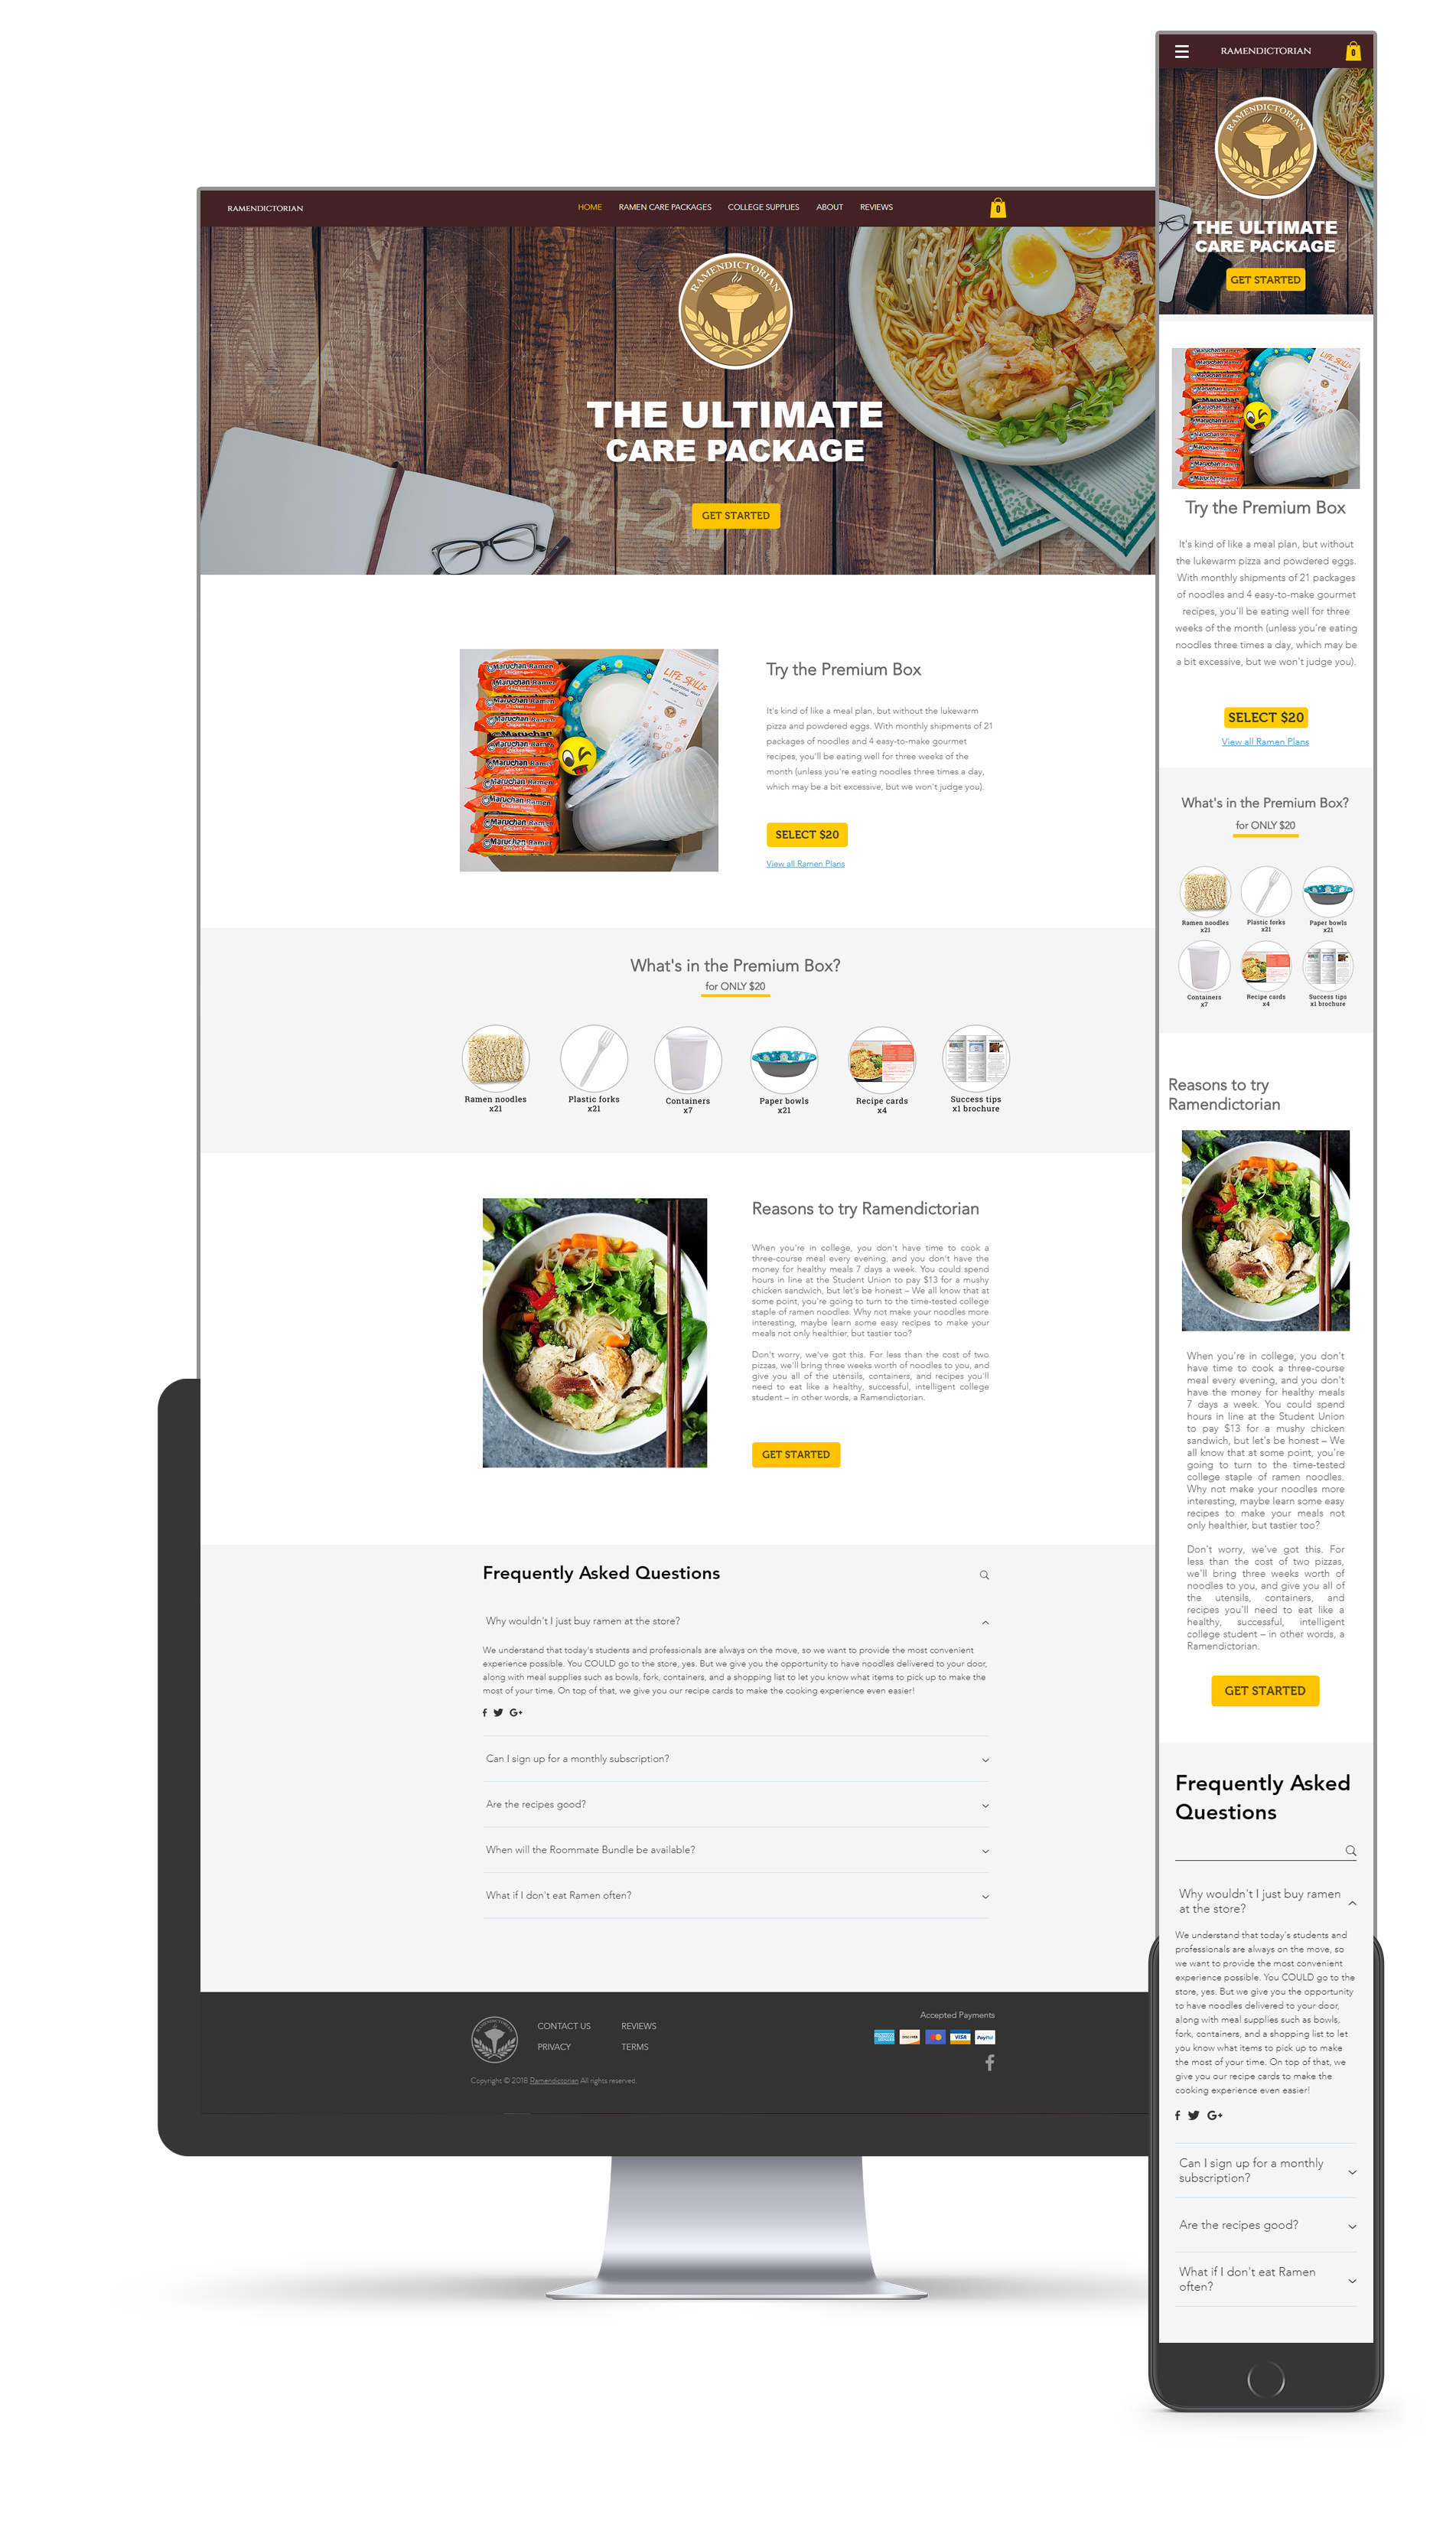 RAMENDICTORIAN
HOME RAMEN CARE PACKAGES COLLEGE SUPPLIES ABOUT REVIEWS
0
RAMENDICTORIAN
THE ULTIMATE
CARE PACKAGE
GET STARTED
Maruchan Ramen
Chicken
LIFE SKILLS
Try the Premium Box
It's kind of like a meal plan, but without the lukewarm
pizza and powdered eggs. With monthly shipments of 21
packages of noodles and 4 easy-to-make gourmet
recipes, you'll be eating well for three weeks of the
month (unless you're eating noodles three times a day,
which may be a bit excessive, but we won't judge you).
SELECT $20
View all Ramen Plans
What's in the Premium Box?
for ONLY $20
Ramen noodles
x21
Plastic forks
x21
Containers
x7
Paper bowls
x21
Recipe cards
x4
Success tips
x1 brochure
Reasons to try Ramendictorian
When you're in college, you don't have time to cook a
three-course meal every evening, and you don't have the
money for healthy meals 7 days a week. You could spend
hours in line at the Student Union to pay $13 for a mushy
chicken sandwich, but let's be honest – We all know that at
some point, you're going to turn to the time-tested college
staple of ramen noodles. Why not make your noodles more
interesting, maybe learn some easy recipes to make your
meals not only healthier, but tastier too?
Don't worry, we've got this. For less than the cost of two
pizzas, we'll bring three weeks worth of noodles to you, and
give you all of the utensils, containers, and recipes you'll
need to eat like a healthy, successful, intelligent college
student – in other words, a Ramendictorian.
GET STARTED
Frequently Asked Questions
Why wouldn't I just buy ramen at the store?
We understand that today's students and professionals are always on the move, so we want to provide the most convenient
experience possible. You COULD go to the store, yes. But we give you the opportunity to have noodles delivered to your door,
along with meal supplies such as bowls, fork, containers, and a shopping list to let you know what items to pick up to make the
most of your time. On top of that, we give you our recipe cards to make the cooking experience even easier!
Can I sign up for a monthly subscription?
Are the recipes good?
When will the Roommate Bundle be available?
What if I don't eat Ramen often?
CONTACT US REVIEWS
PRIVACY TERMS
Copyright © 2018 Ramendictorian All rights reserved.
Accepted Payments
DISCOVER VISA PayPal
RAMENDICTORIAN
0
RAMENDICTORIAN
THE ULTIMATE
CARE PACKAGE
GET STARTED
Maruchan Ramen
LIFE SKILLS
Try the Premium Box
It's kind of like a meal plan, but without
the lukewarm pizza and powdered eggs.
With monthly shipments of 21 packages
of noodles and 4 easy-to-make gourmet
recipes, you'll be eating well for three
weeks of the month (unless you're eating
noodles three times a day, which may be
a bit excessive, but we won't judge you).
SELECT $20
View all Ramen Plans
What's in the Premium Box?
for ONLY $20
Ramen noodles
x21
Plastic forks
x21
Paper bowls
x21
Containers
x7
Recipe cards
x4
Success tips
x1 brochure
Reasons to try
Ramendictorian
When you're in college, you don't
have time to cook a three-course
meal every evening, and you don't
have the money for healthy meals
7 days a week. You could spend
hours in line at the Student Union
to pay $13 for a mushy chicken
sandwich, but let's be honest – We
all know that at some point, you're
going to turn to the time-tested
college staple of ramen noodles.
Why not make your noodles more
interesting, maybe learn some easy
recipes to make your meals not
only healthier, but tastier too?
Don't worry, we've got this. For
less than the cost of two pizzas,
we'll bring three weeks worth of
noodles to you, and give you all of
the utensils, containers, and
recipes you'll need to eat like a
healthy, successful, intelligent
college student – in other words, a
Ramendictorian.
GET STARTED
Frequently Asked
Questions
Why wouldn't I just buy ramen
at the store?
We understand that today's students and
professionals are always on the move, so
we want to provide the most convenient
experience possible. You COULD go to the
store, yes. But we give you the opportunity
to have noodles delivered to your door,
along with meal supplies such as bowls,
fork, containers, and a shopping list to let
you know what items to pick up to make
the most of your time. On top of that, we
give you our recipe cards to make the
cooking experience even easier!
Can I sign up for a monthly
subscription?
Are the recipes good?
What if I don't eat Ramen
often?